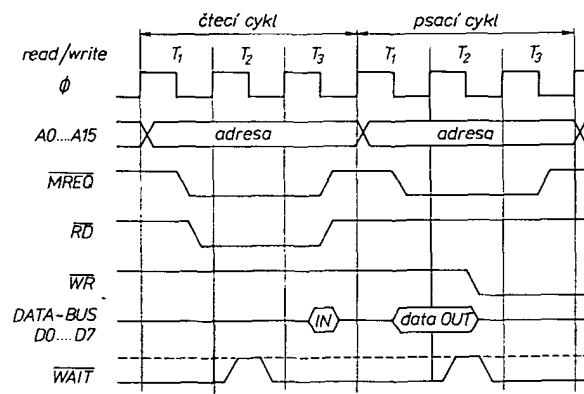 čtecí cykl psací cykl
read/write T1 T2 T3 T1 T2 T3
ϕ
A0....A15 adresa adresa
MREQ
RD
WR
DATA-BUS IN data OUT
D0....D7
WAIT